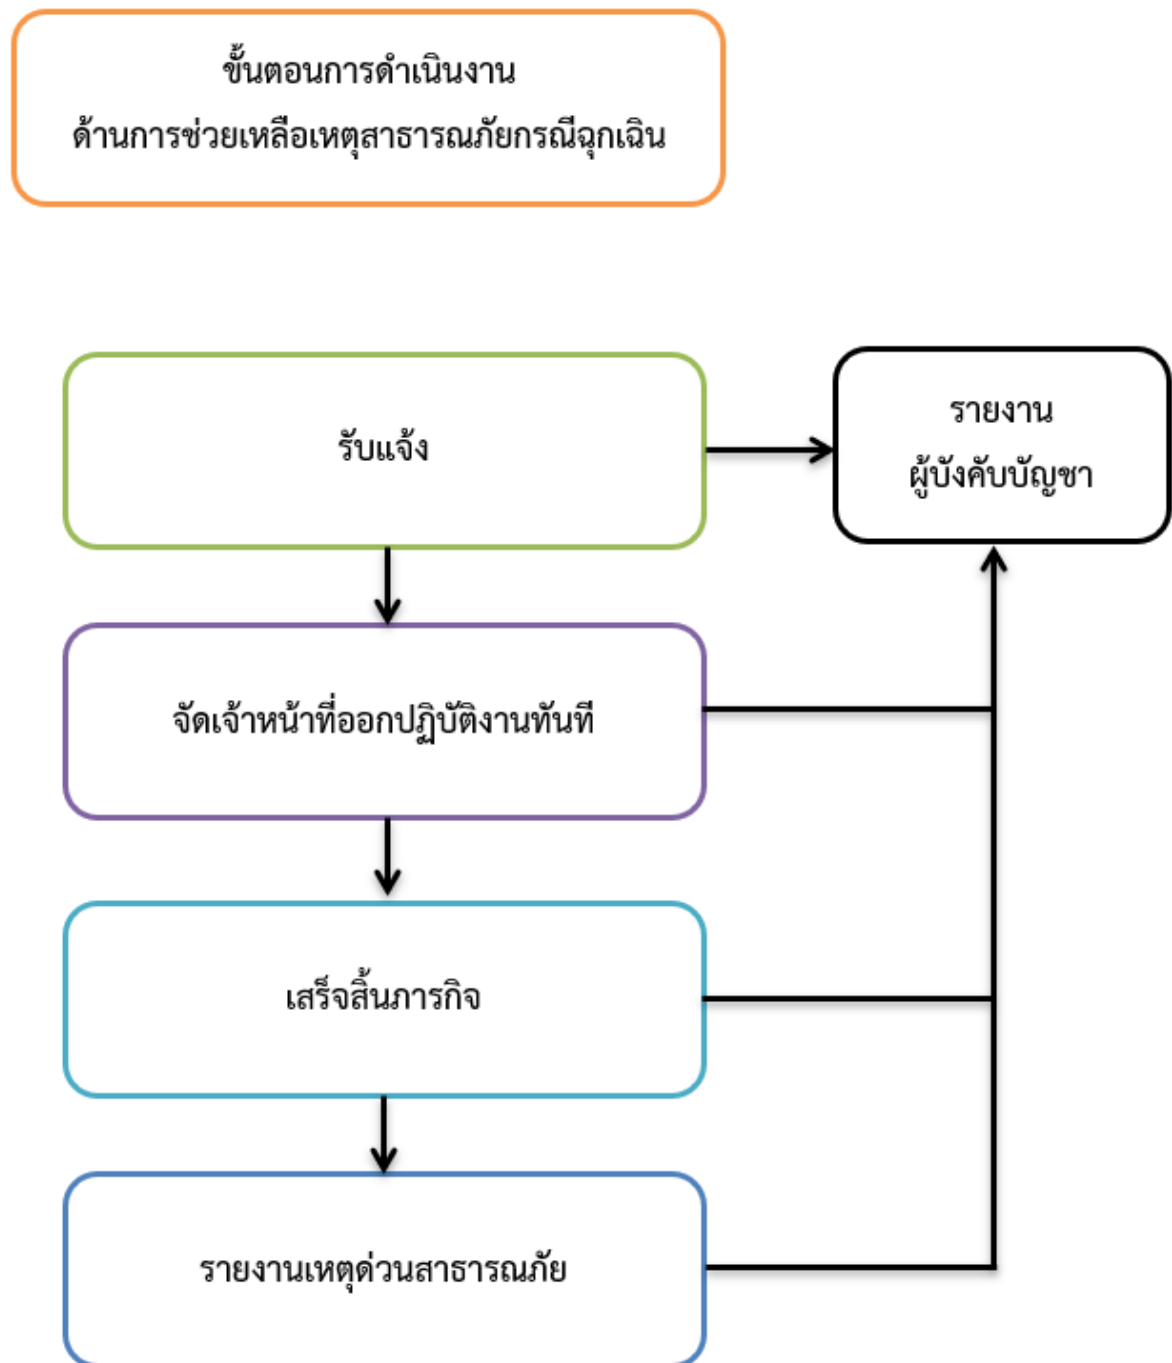 ขั้นตอนการดำเนินงาน
ด้านการช่วยเหลือเหตุสาธารณภัยกรณีฉุกเฉิน
รับแจ้ง
รายงาน
ผู้บังคับบัญชา
จัดเจ้าหน้าที่ออกปฏิบัติงานทันที
เสร็จสิ้นภารกิจ
รายงานเหตุด่วนสาธารณภัย